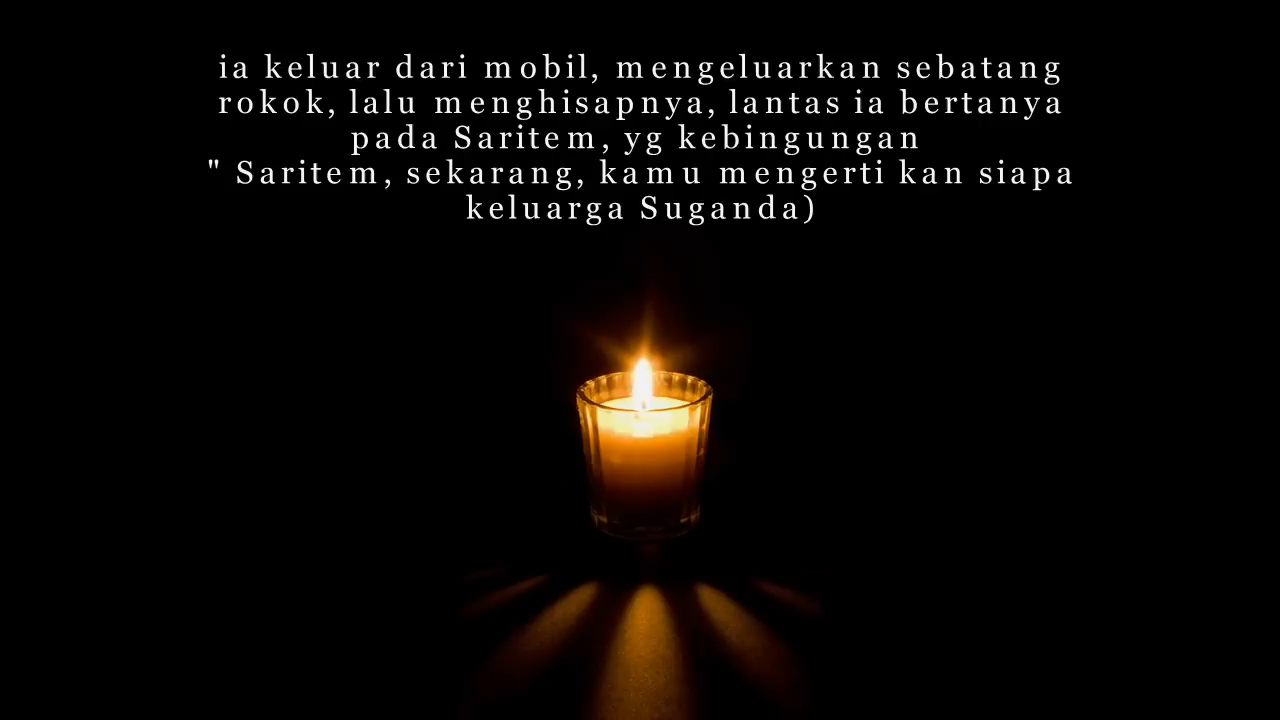 ia keluar dari mobil, mengeluarkan sebatang
rokok, lalu menghisapnya, lantas ia bertanya
pada Saritem, yg kebingungan
" Saritem, sekarang, kamu mengerti kan siapa
keluarga Suganda)